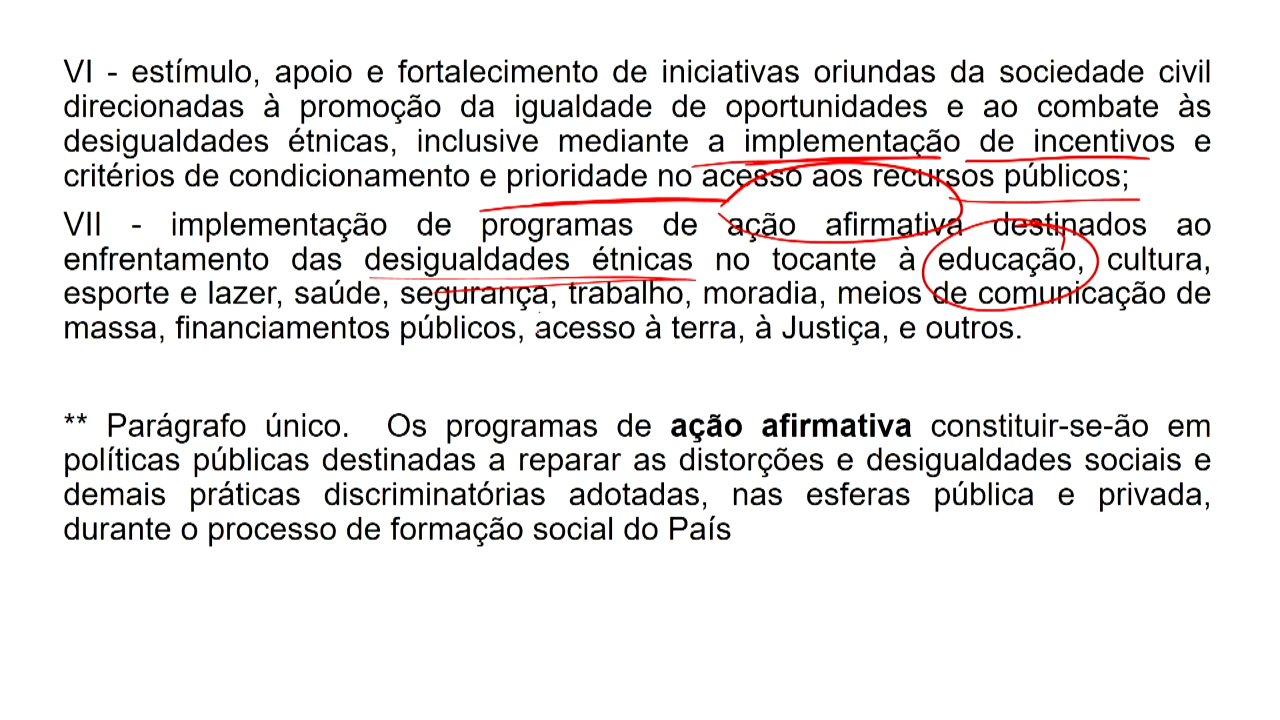 VI - estímulo, apoio e fortalecimento de iniciativas oriundas da sociedade civil
direcionadas à promoção da igualdade de oportunidades e ao combate às
desigualdades étnicas, inclusive mediante a implementação de incentivos e
critérios de condicionamento e prioridade no acesso aos recursos públicos;
VII - implementação de programas de ação afirmativa destinados ao
enfrentamento das desigualdades étnicas no tocante à educação, cultura,
esporte e lazer, saúde, segurança, trabalho, moradia, meios de comunicação de
massa, financiamentos públicos, acesso à terra, à Justiça, e outros.
** Parágrafo único. Os programas de ação afirmativa constituir-se-ão em
políticas públicas destinadas a reparar as distorções e desigualdades sociais e
demais práticas discriminatórias adotadas, nas esferas pública e privada,
durante o processo de formação social do País